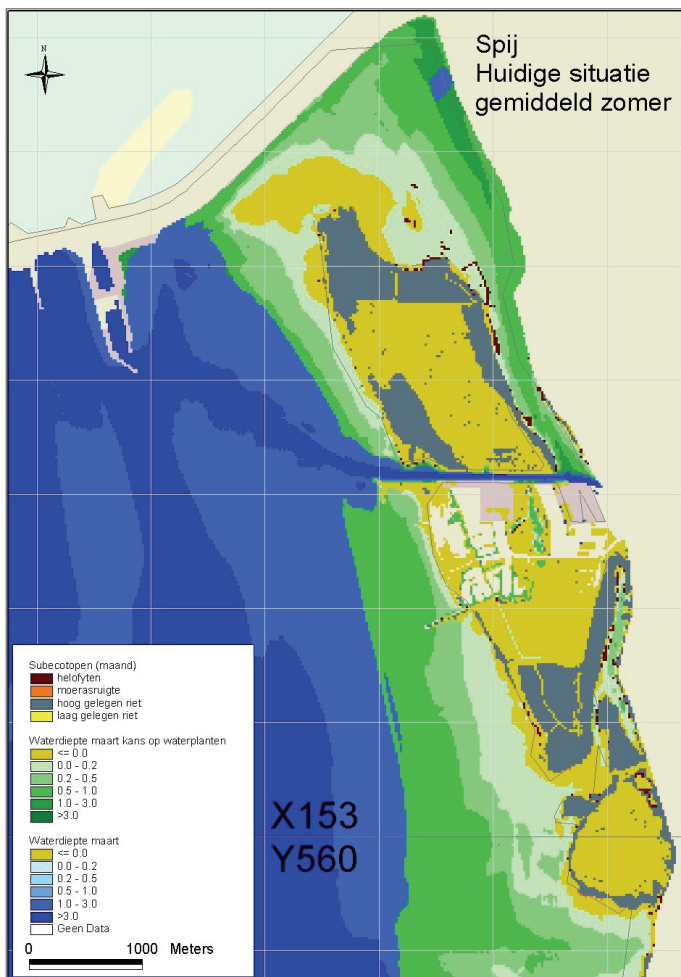 Spij
Huidige situatie
gemiddeld zomer
N
X153
Y560
Subecotopen (maand)
helofyten
moerasruigte
hoog gelegen riet
laag gelegen riet
Waterdiepte maart kans op waterplanten
<= 0.0
0.0 - 0.2
0.2 - 0.5
0.5 - 1.0
1.0 - 3.0
>3.0
Waterdiepte maart
<= 0.0
0.0 - 0.2
0.2 - 0.5
0.5 - 1.0
1.0 - 3.0
>3.0
Geen Data
0 1000 Meters